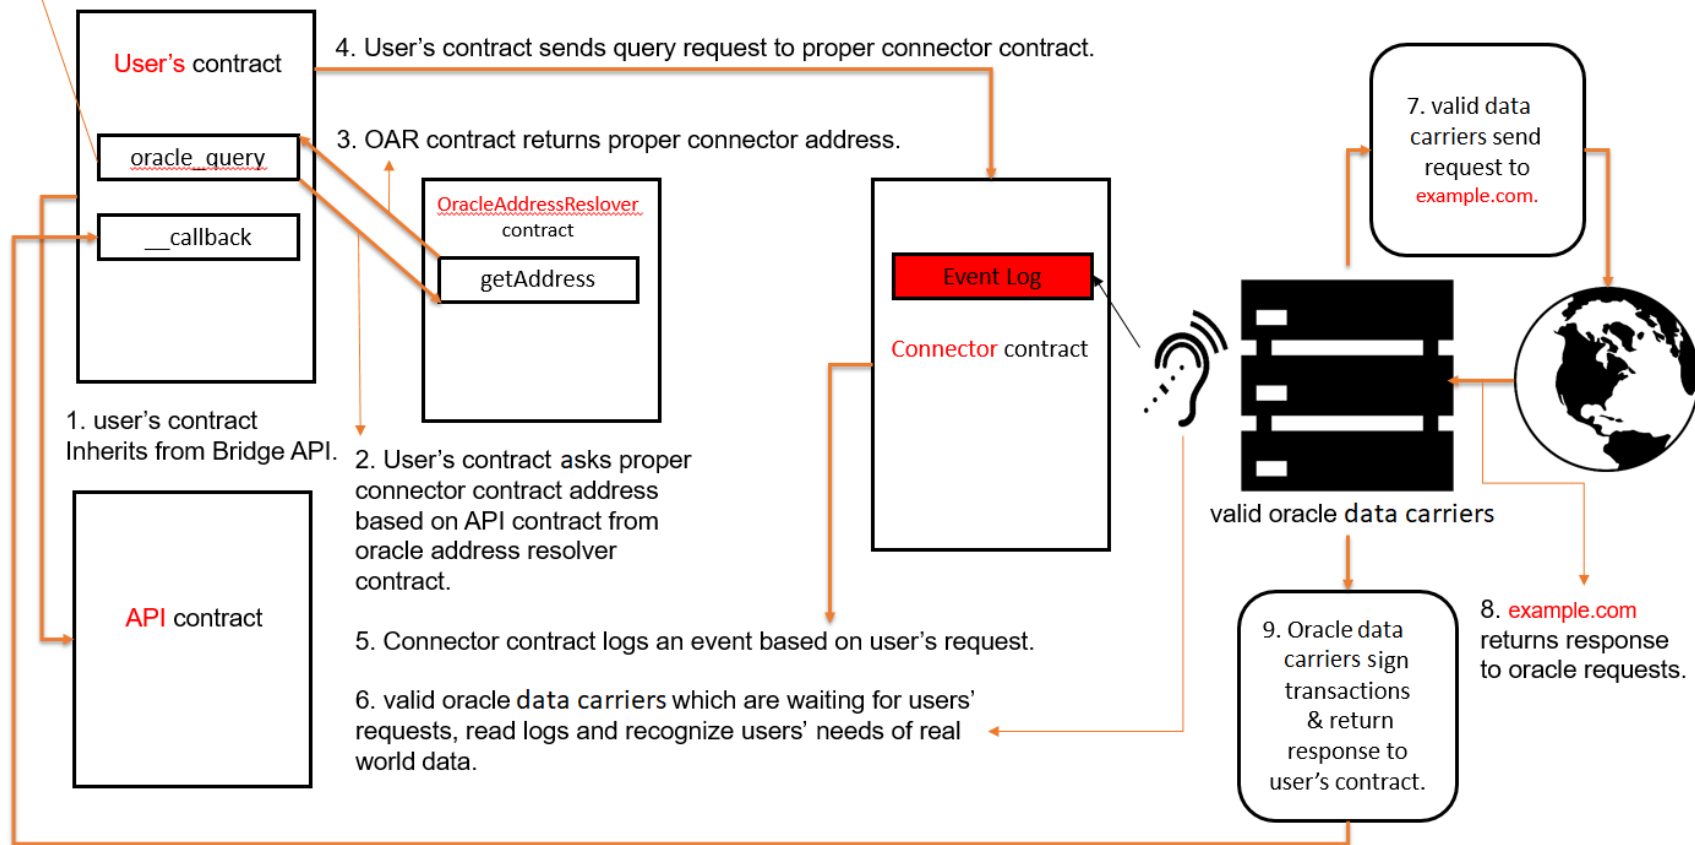 User's contract
oracle_query
__callback
4. User's contract sends query request to proper connector contract.
3. OAR contract returns proper connector address.
OracleAddressReslover
contract
getAddress
Event Log
Connector contract
7. valid data
carriers send
request to
example.com.
valid oracle data carriers
1. user's contract
Inherits from Bridge API.
2. User's contract asks proper
connector contract address
based on API contract from
oracle address resolver
contract.
API contract
5. Connector contract logs an event based on user's request.
6. valid oracle data carriers which are waiting for users'
requests, read logs and recognize users' needs of real
world data.
9. Oracle data
carriers sign
transactions
& return
response to
user's contract.
8. example.com
returns response
to oracle requests.